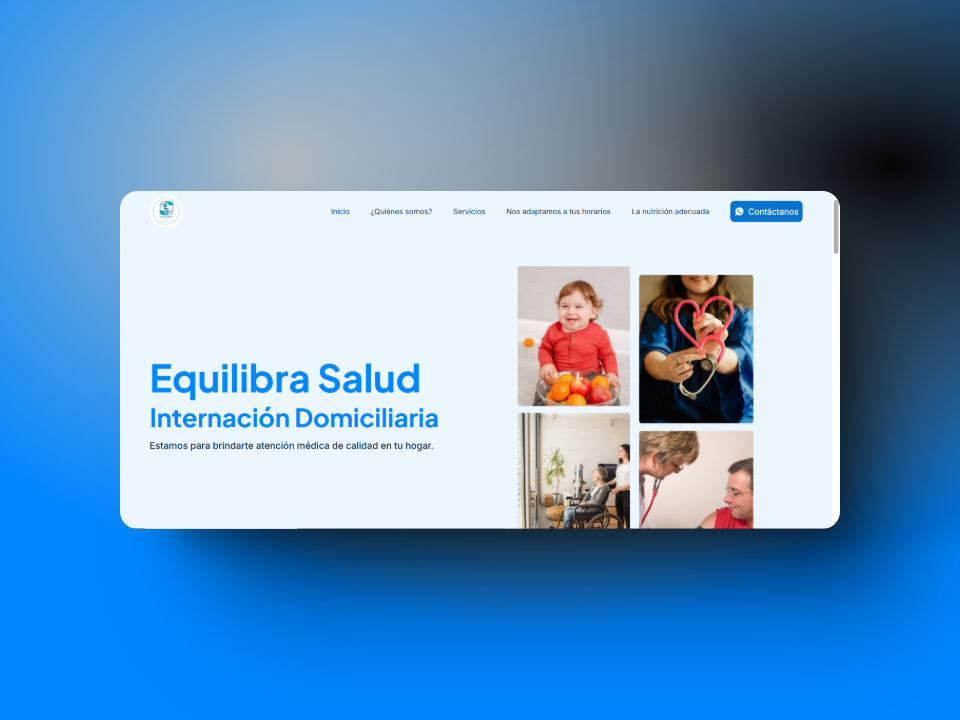 Inicio
¿Quiénes somos?
Servicios
Nos adaptamos a tus horarios
La nutrición adecuada
Contáctanos
Equilibra Salud
Internación Domiciliaria
Estamos para brindarte atención médica de calidad en tu hogar.